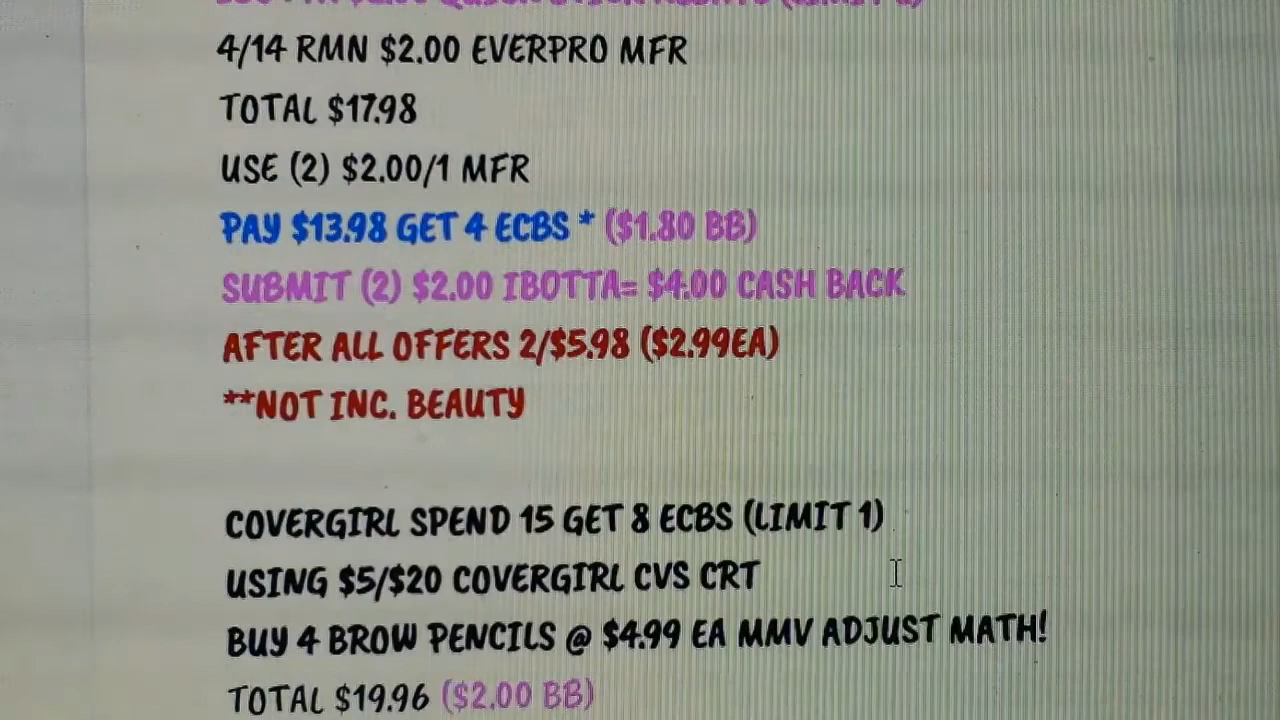 4/14 RMN $2.00 EVERPRO MFR
TOTAL $17.98
USE (2) $2.00/1 MFR
PAY $13.98 GET 4 ECBS * ($1.80 BB)
SUBMIT (2) $2.00 IBOTTA= $4.00 CASH BACK
AFTER ALL OFFERS 2/$5.98 ($2.99EA)
**NOT INC. BEAUTY
COVERGIRL SPEND 15 GET 8 ECBS (LIMIT 1)
USING $5/$20 COVERGIRL CVS CRT
BUY 4 BROW PENCILS @ $4.99 EA MMV ADJUST MATH!
TOTAL $19.96 ($2.00 BB)